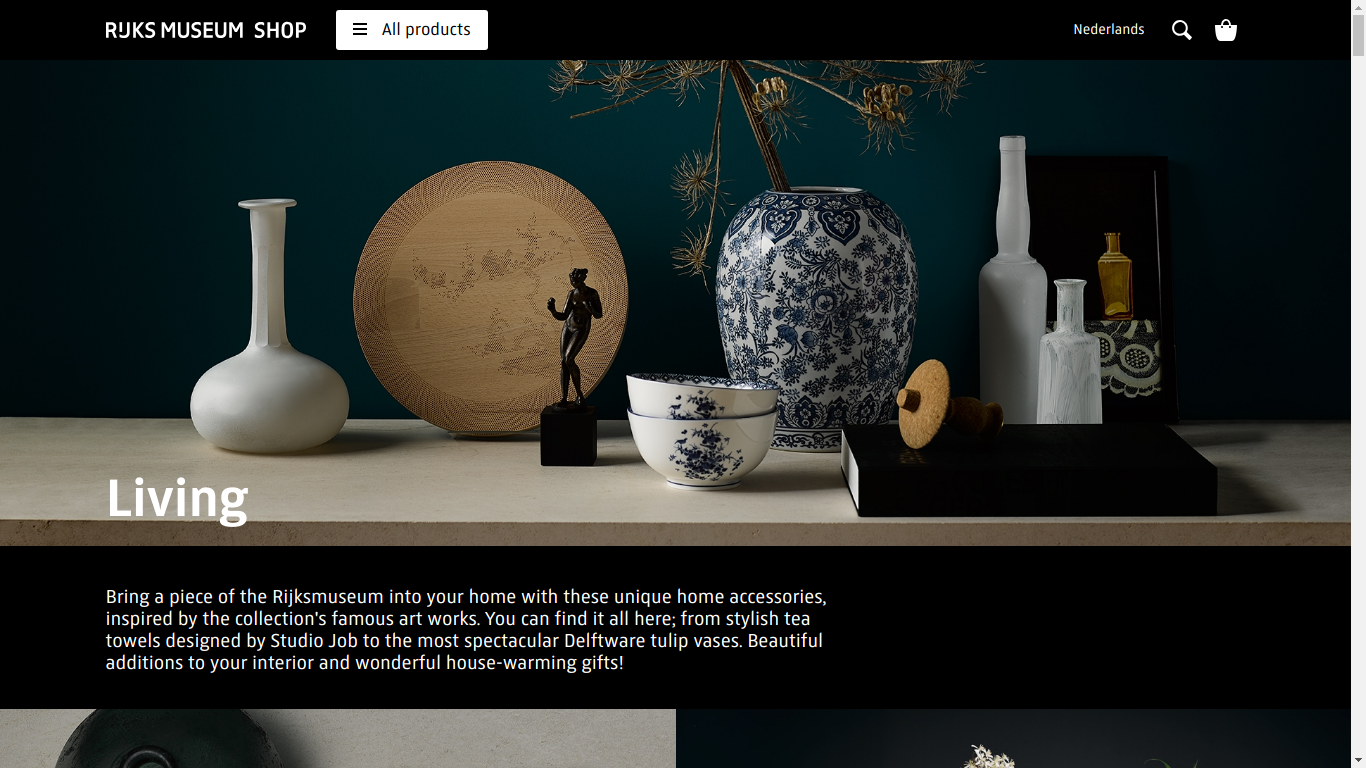 RIJKS MUSEUM SHOP
All products
Nederlands
Living
Bring a piece of the Rijksmuseum into your home with these unique home accessories,
inspired by the collection's famous art works. You can find it all here; from stylish tea
towels designed by Studio Job to the most spectacular Delftware tulip vases. Beautiful
additions to your interior and wonderful house-warming gifts!